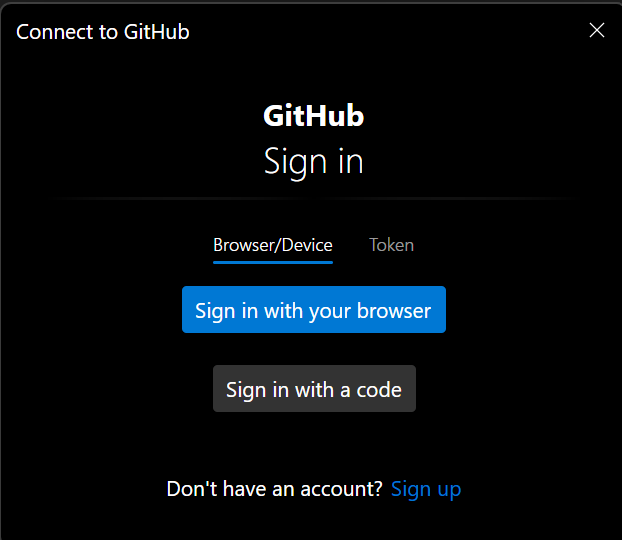 Connect to GitHub
GitHub
Sign in
Browser/Device Token
Sign in with your browser
Sign in with a code
Don't have an account? Sign up